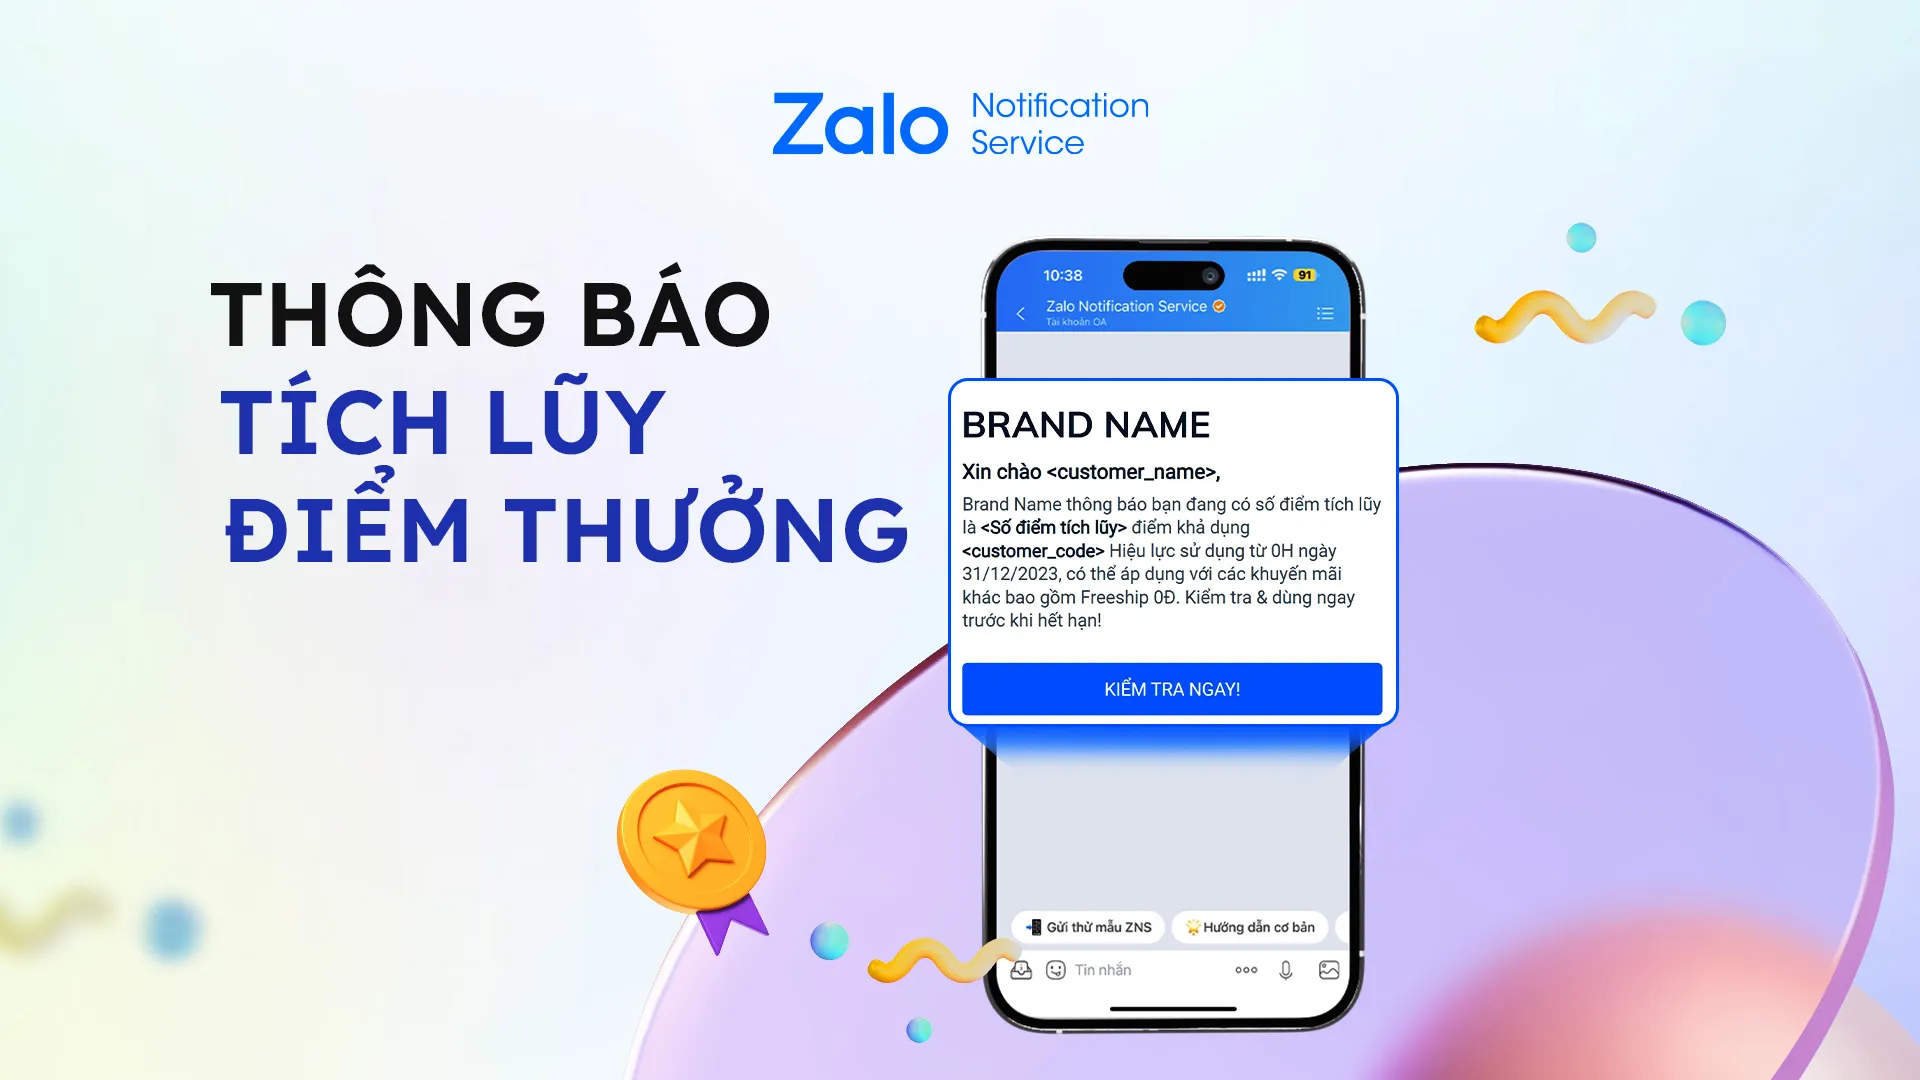 Zalo
Notification
Service
THÔNG BÁO
TÍCH LŨY
ĐIỂM THƯỞNG
10:38
91
Zalo Notification Service
Tài khoản OA
BRAND NAME
Xin chào <customer_name>,
Brand Name thông báo bạn đang có số điểm tích lũy
là <Số điểm tích lũy> điểm khả dụng
<customer_code> Hiệu lực sử dụng từ 0H ngày
31/12/2023, có thể áp dụng với các khuyến mãi
khác bao gồm Freeship 0Đ. Kiểm tra & dùng ngay
trước khi hết hạn!
KIỂM TRA NGAY!
Gửi thử mẫu ZNS
Hướng dẫn cơ bản
Tin nhắn